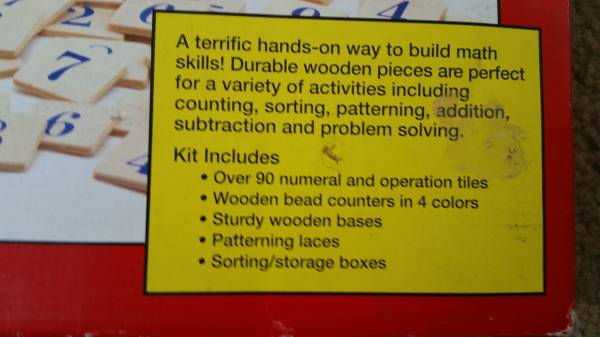 2
4
7
6
4
A terrific hands-on way to build math
skills! Durable wooden pieces are perfect
for a variety of activities including
counting, sorting, patterning, addition,
subtraction and problem solving.
Kit Includes
• Over 90 numeral and operation tiles
• Wooden bead counters in 4 colors
• Sturdy wooden bases
• Patterning laces
• Sorting/storage boxes